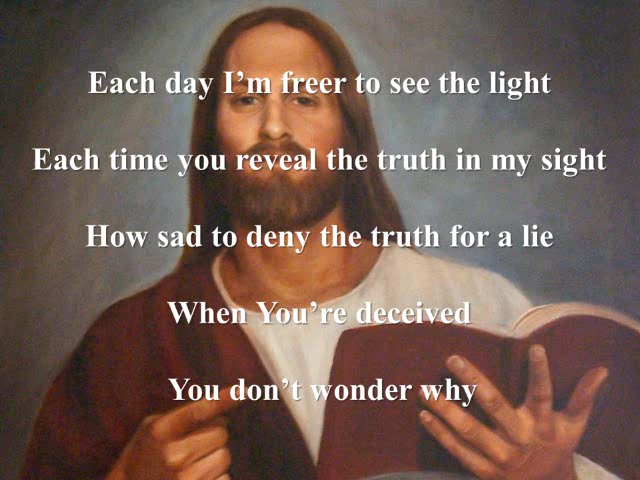 Each day I’m freer to see the light
Each time you reveal the truth in my sight
How sad to deny the truth for a lie
When You’re deceived
You don’t wonder why